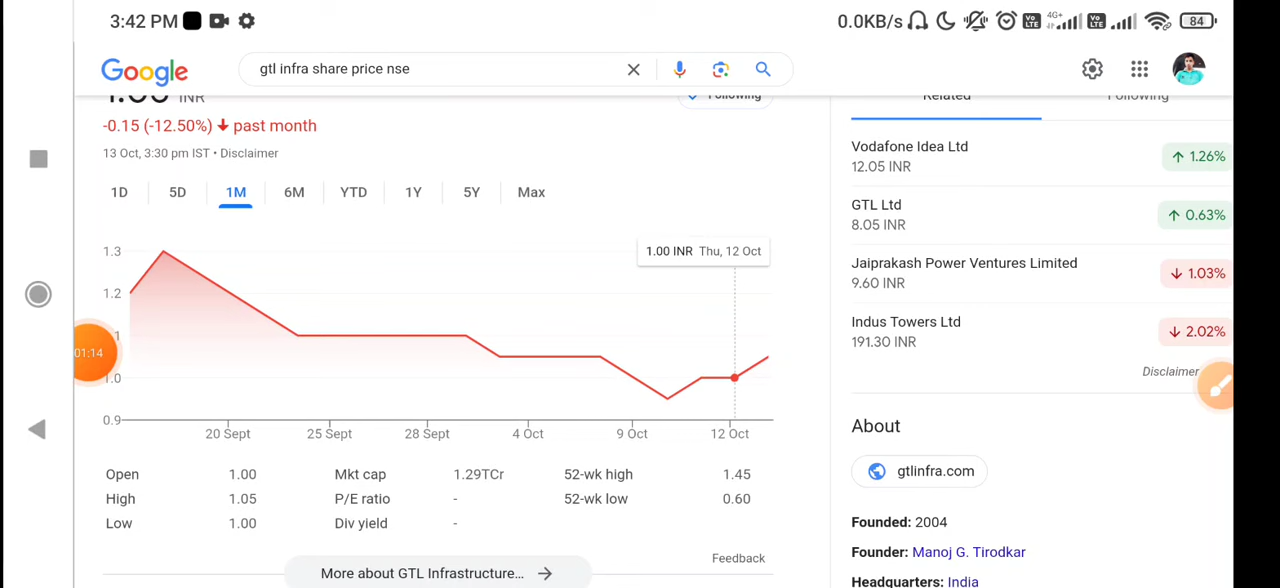 3:42 PM
0.0KB/s 4G+ 84
Google
gtl infra share price nse
INR
Following
-0.15 (-12.50%) past month
13 Oct, 3:30 pm IST • Disclaimer
1D 5D 1M 6M YTD 1Y 5Y Max
1.00 INR Thu, 12 Oct
1.3
1.2
1.0
0.9
20 Sept 25 Sept 28 Sept 4 Oct 9 Oct 12 Oct
Open 1.00 Mkt cap 1.29TCr 52-wk high 1.45
High 1.05 P/E ratio - 52-wk low 0.60
Low 1.00 Div yield -
Feedback
More about GTL Infrastructure...
01:14
Related Following
Vodafone Idea Ltd
12.05 INR
1.26%
GTL Ltd
8.05 INR
0.63%
Jaiprakash Power Ventures Limited
9.60 INR
1.03%
Indus Towers Ltd
191.30 INR
2.02%
Disclaimer
About
gtlinfra.com
Founded: 2004
Founder: Manoj G. Tirodkar
Headquarters: India